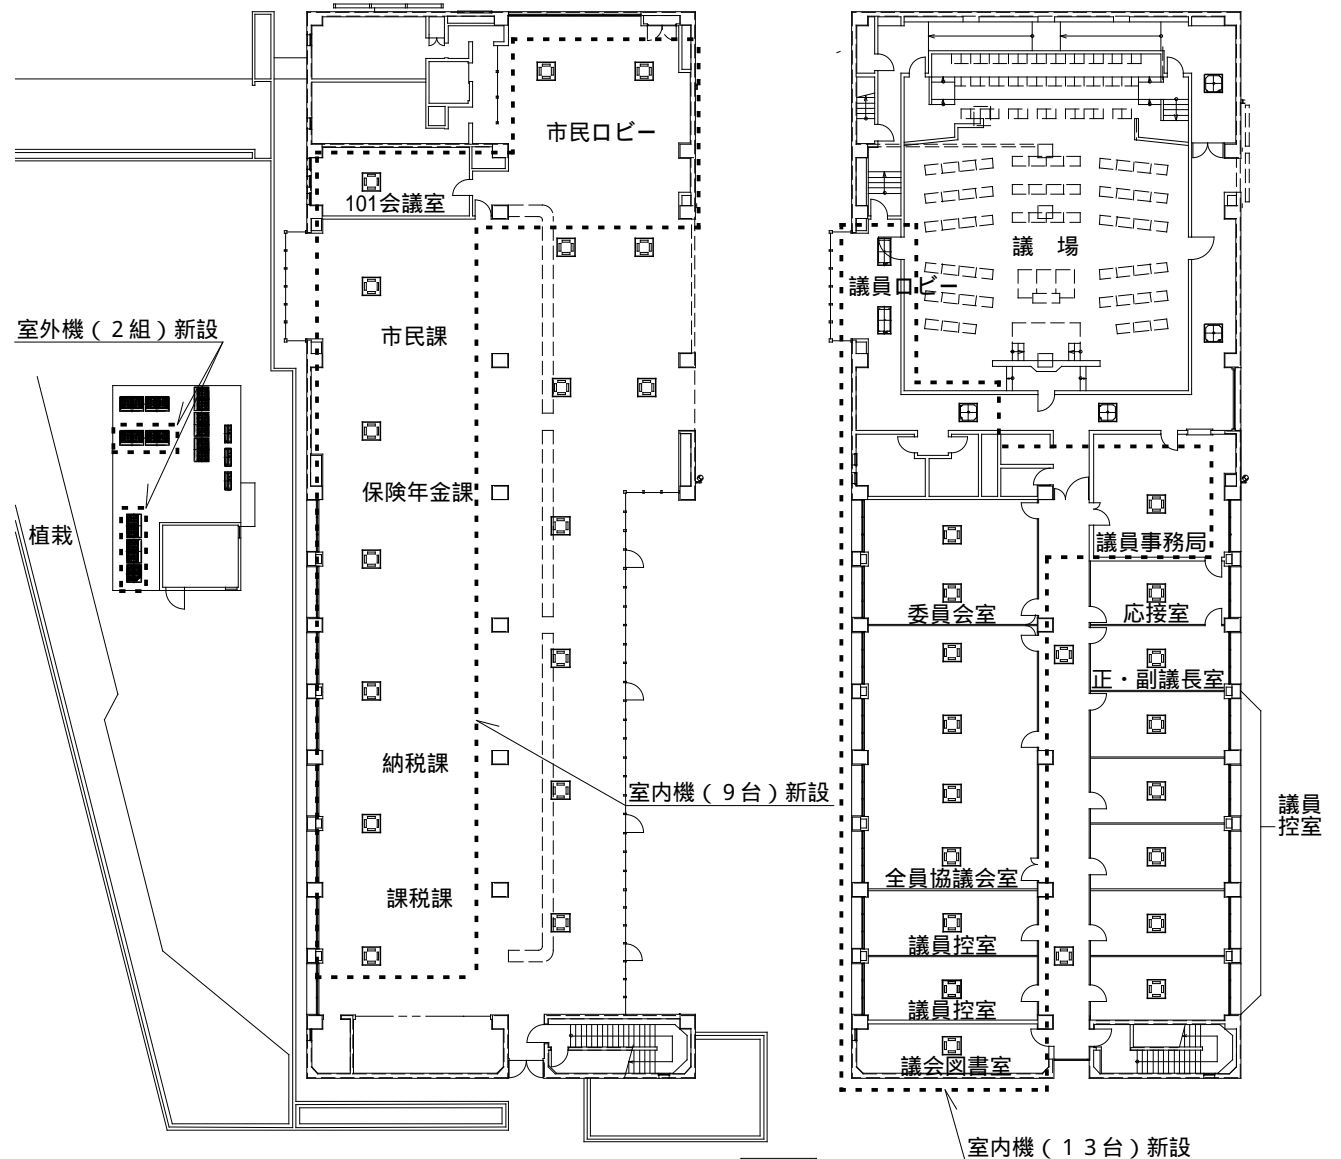 市民ロビー
101会議室
市民課
室外機(2組)新設
保険年金課
植栽
納税課
室内機(9台)新設
課税課
議 場
議員ロビー
議員事務局
委員会室
応接室
正・副議長室
議員
控室
全員協議会室
議員控室
議員控室
議会図書室
室内機(13台)新設